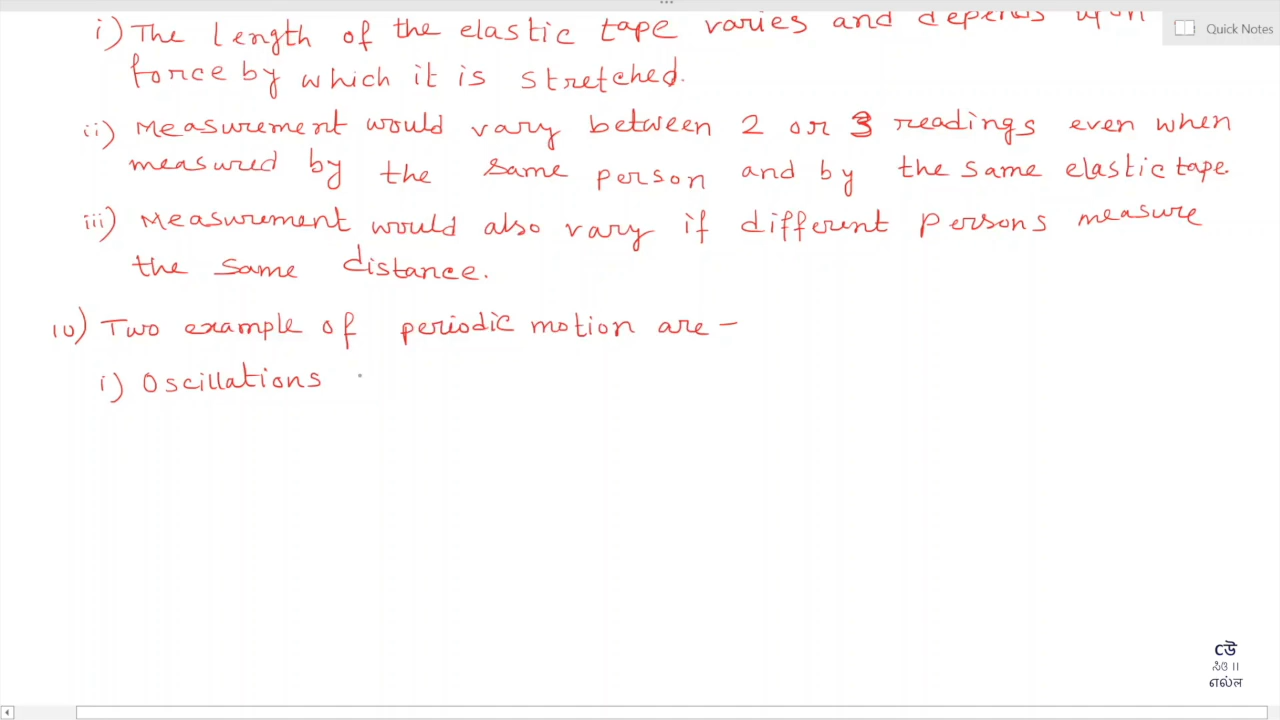 i) The length of the elastic tape varies and depends upon
Quick Notes
force by which it is stretched.
ii) Measurement would vary between 2 or 3 readings even when
measured by the same person and by the same elastic tape.
iii) Measurement would also vary if different persons measure
the same distance.
10) Two example of periodic motion are -
i) Oscillations